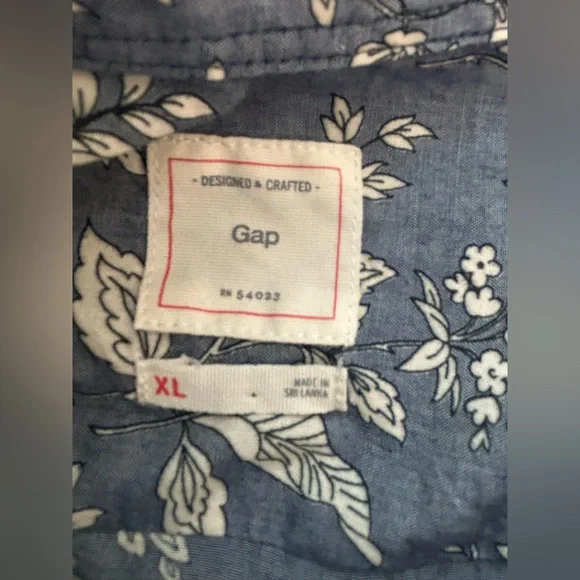 - DESIGNED & CRAFTED -
Gap
RN 54023
XL
MADE IN
SRI LANKA